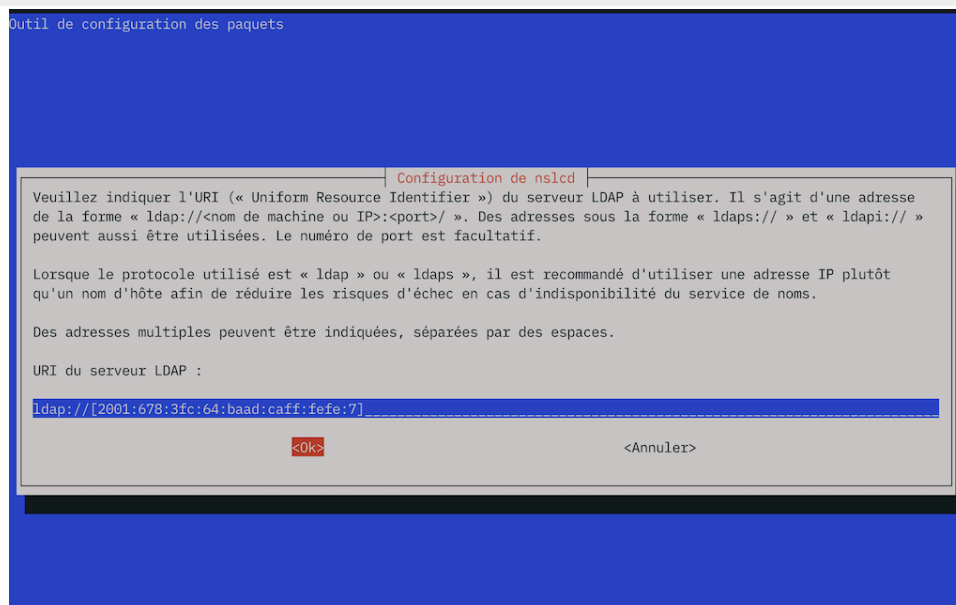 Outil de configuration des paquets
Configuration de nslcd
Veuillez indiquer l'URI (« Uniform Resource Identifier ») du serveur LDAP à utiliser. Il s'agit d'une adresse
de la forme « ldap://<nom de machine ou IP>:<port>/ ». Des adresses sous la forme « ldaps:// » et « ldapi:// »
peuvent aussi être utilisées. Le numéro de port est facultatif.
Lorsque le protocole utilisé est « ldap » ou « ldaps », il est recommandé d'utiliser une adresse IP plutôt
qu'un nom d'hôte afin de réduire les risques d'échec en cas d'indisponibilité du service de noms.
Des adresses multiples peuvent être indiquées, séparées par des espaces.
URI du serveur LDAP :
ldap://[2001:678:3fc:64:baad:caff:fefe:7]
<Ok> <Annuler>